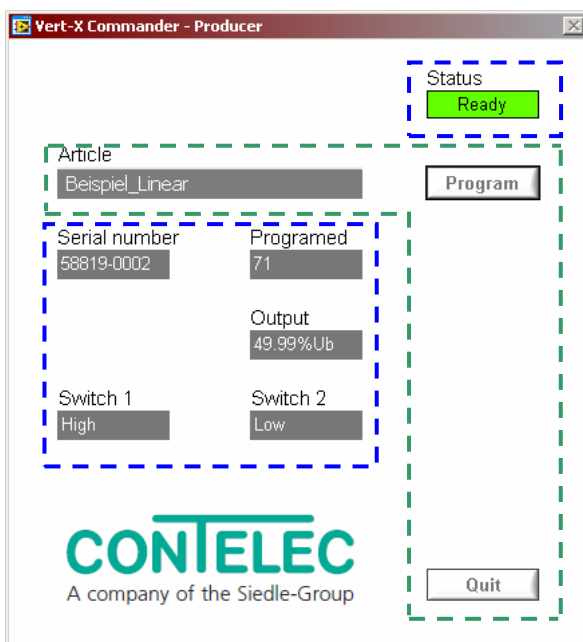 Vert-X Commander - Producer
Status
Ready
Article
Beispiel_Linear
Program
Serial number
Programed
58819-0002
71
Output
49.99%Ub
Switch 1
Switch 2
High
Low
CONTELEC
A company of the Siedle-Group
Quit